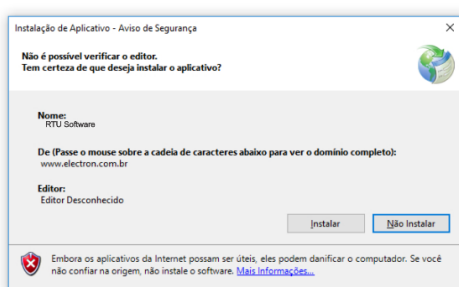 Instalação de Aplicativo - Aviso de Segurança
Não é possível verificar o editor.
Tem certeza de que deseja instalar o aplicativo?
Nome:
RTU Software
De (Passe o mouse sobre a cadeia de caracteres abaixo para ver o domínio completo):
www.electron.com.br
Editor:
Editor Desconhecido
Instalar Não Instalar
Embora os aplicativos da Internet possam ser úteis, eles podem danificar o computador. Se você
não confiar na origem, não instale o software. Mais Informações...